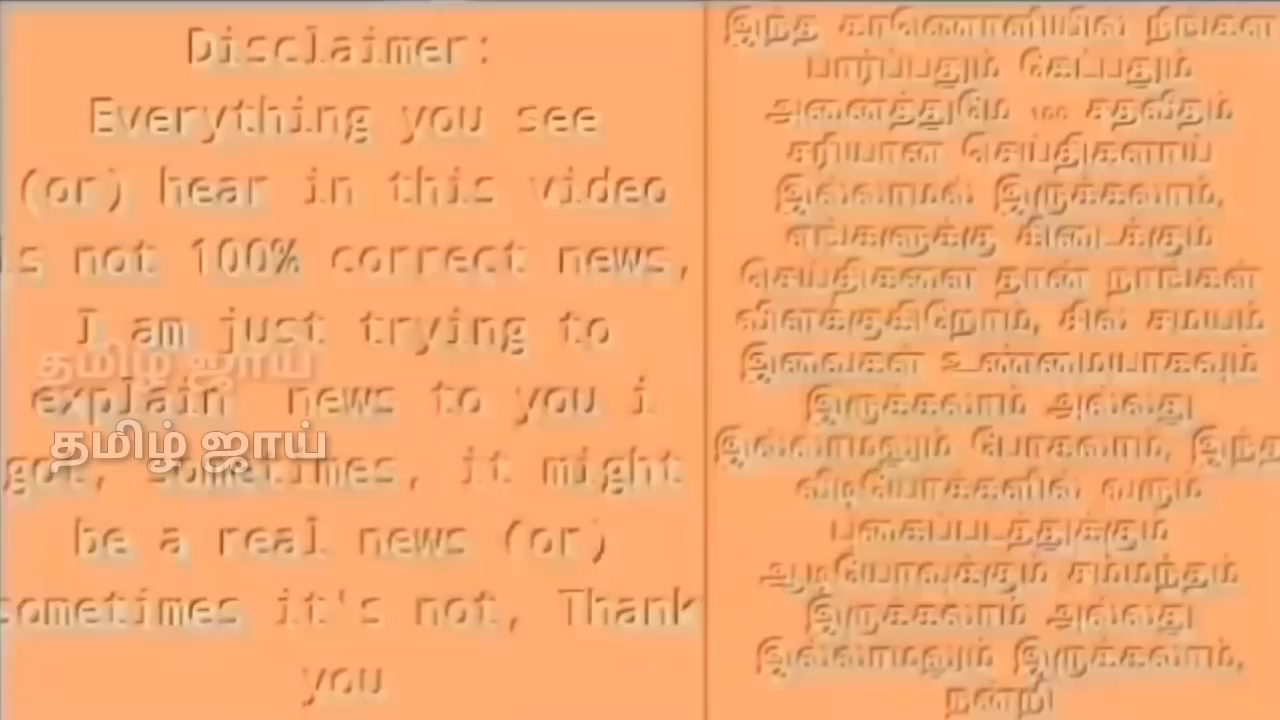 Disclaimer:
Everything you see
(or) hear in this video
is not 100% correct news,
I am just trying to
explain news to you i
got, sometimes, it might
be a real news (or)
sometimes it's not, Thank
you
தமிழ் ஜாய்
தமிழ் ஜாய்
இந்த காணொளியில் நீங்கள்
பார்ப்பதும் கேட்பதும்
அனைத்துமே 100 சதவீதம்
சரியான செய்திகளாய்
இல்லாமல் இருக்கலாம்,
எங்களுக்கு கிடைக்கும்
செய்திகளை தான் நாங்கள்
விளக்குகிறோம், சில சமயம்
இவைகள் உண்மையாகவும்
இருக்கலாம் அல்லது
இல்லாமலும் போகலாம், இந்த
வீடியோக்களில் வரும்
புகைப்படத்துக்கும்
ஆடியோவுக்கும் சம்மந்தம்
இருக்கலாம் அல்லது
இல்லாமலும் இருக்கலாம்,
நன்றி